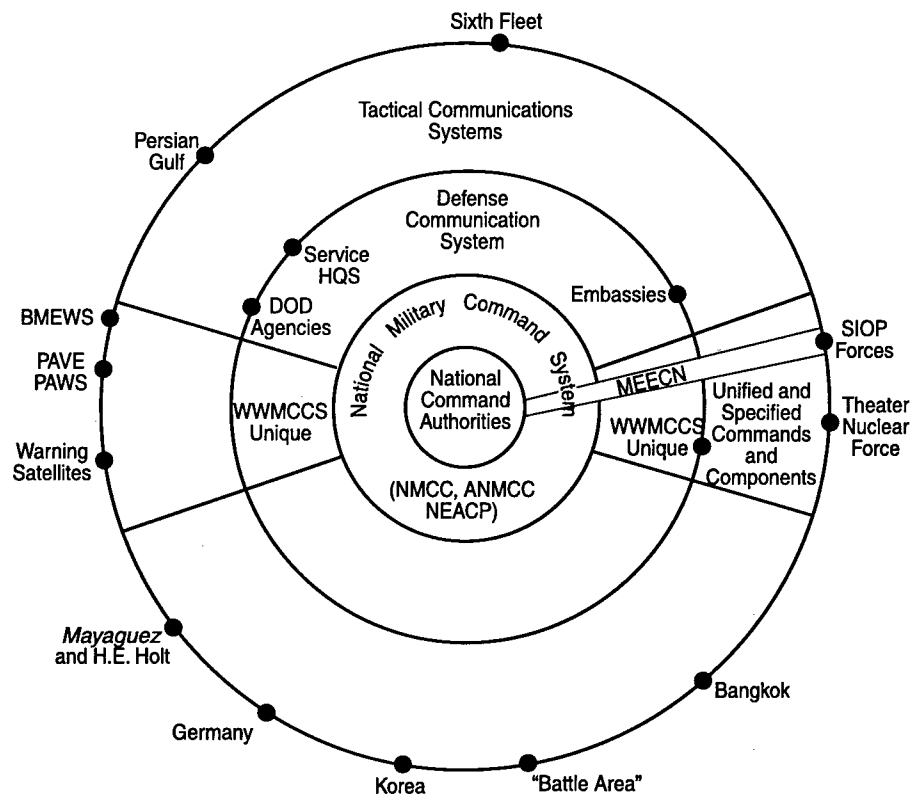 Sixth Fleet
Tactical Communications
Systems
Persian
Gulf
Defense
Communication
System
Service
HQS
DOD
Agencies
Embassies
BMEWS
PAVE
PAWS
Warning
Satellites
National Military Command System
National
Command
Authorities
MEECN
SIOP
Forces
WWMCCS
Unique
WWMCCS
Unique
Unified and
Specified
Commands
and
Components
Theater
Nuclear
Force
(NMCC, ANMCC
NEACP)
Mayaguez
and H.E. Holt
Bangkok
Germany
Korea
"Battle Area"